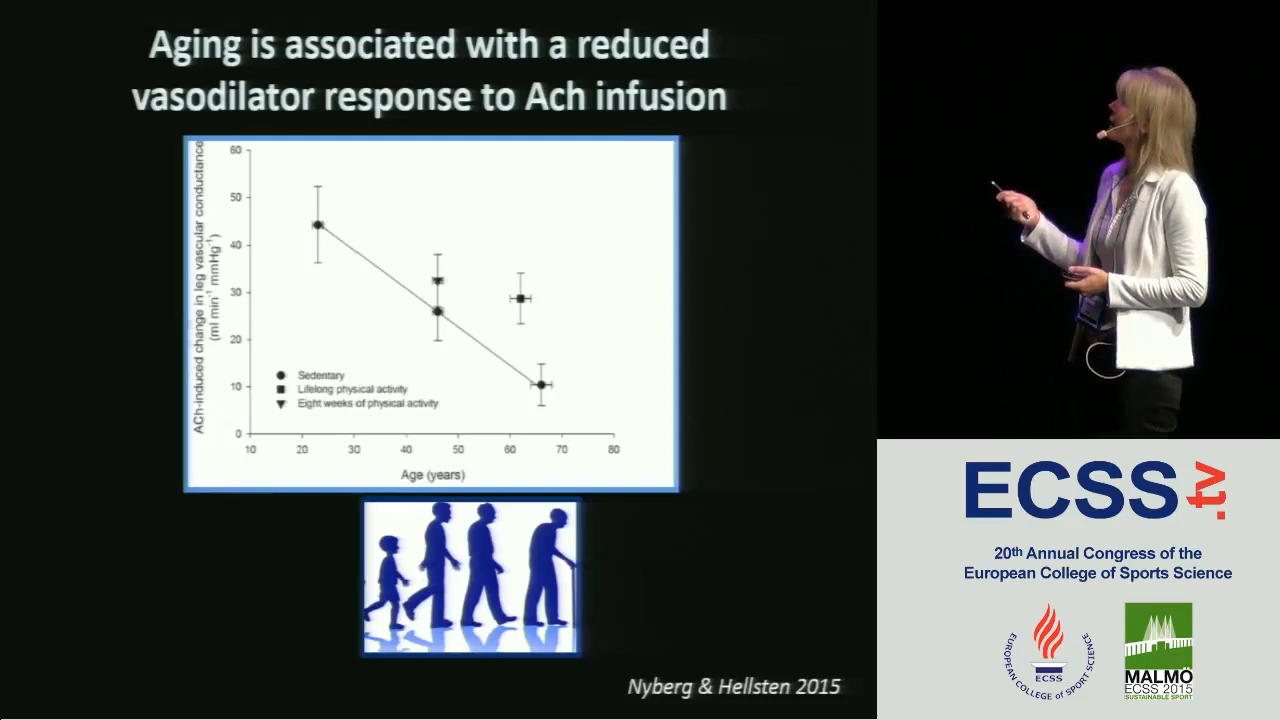 Aging is associated with a reduced
vasodilator response to Ach infusion
ACh-induced change in leg vascular conductance
(ml min⁻¹ mmHg⁻¹)
60
50
40
30
20
10
0
Sedentary
Lifelong physical activity
Eight weeks of physical activity
10 20 30 40 50 60 70 80
Age (years)
Nyberg & Hellsten 2015
ECSS.tv
20th Annual Congress of the
European College of Sports Science
EUROPEAN COLLEGE OF SPORT SCIENCE
ECSS
MALMÖ
ECSS 2015
SUSTAINABLE SPORT